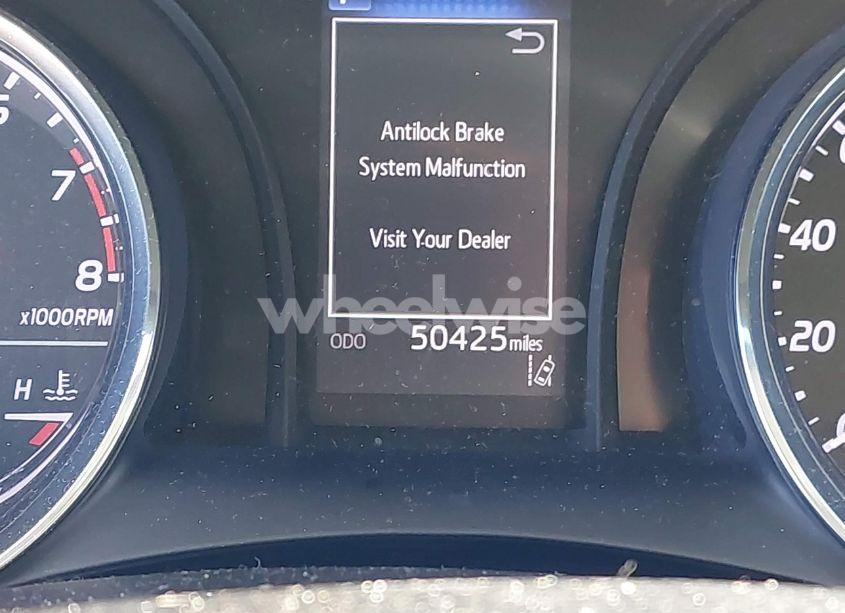 Antilock Brake
System Malfunction
Visit Your Dealer
ODO 50425 miles
7
8
x1000RPM
H
40
20
wheelwise